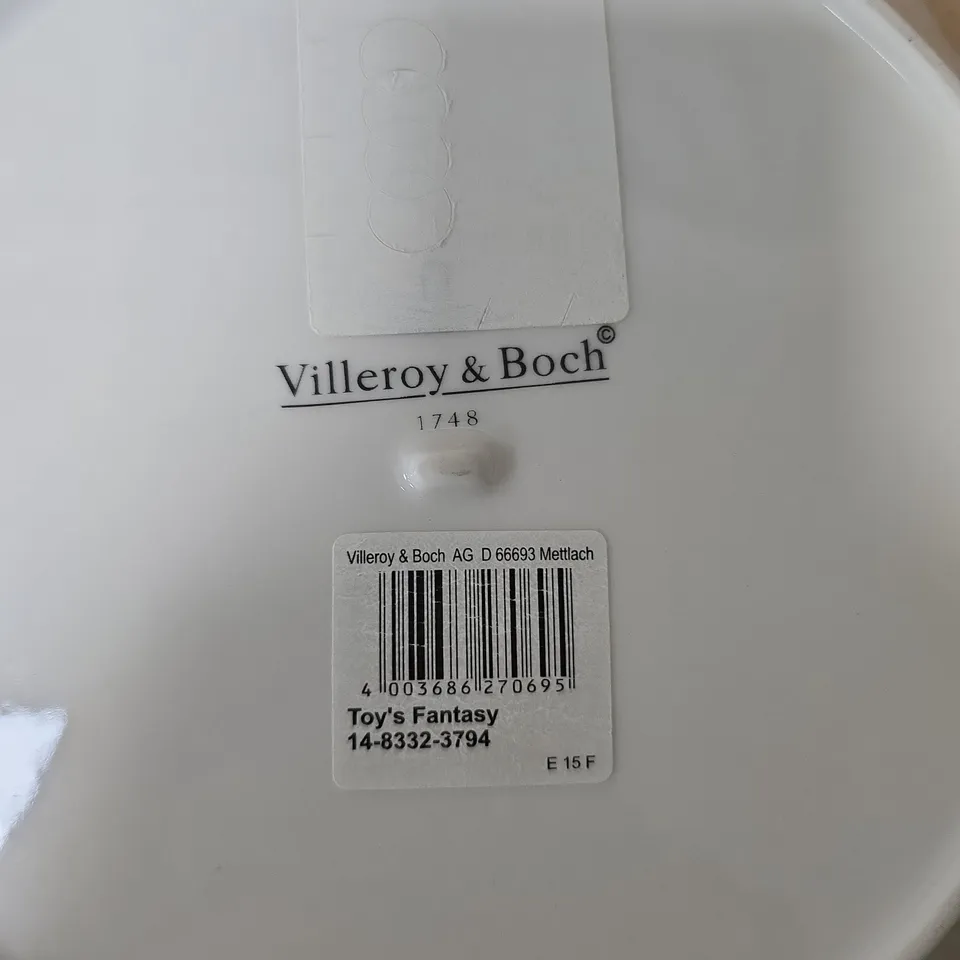 Villeroy & Boch ©
1748
Villeroy & Boch AG D 66693 Mettlach
4 003686 270695
Toy's Fantasy
14-8332-3794
E 15 F